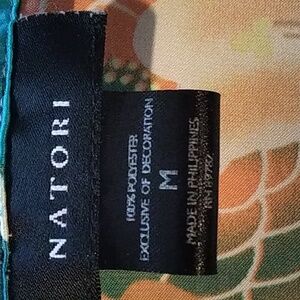 NATORI
100% POLYESTER
EXCLUSIVE OF DECORATION
M
MADE IN PHILIPPINES